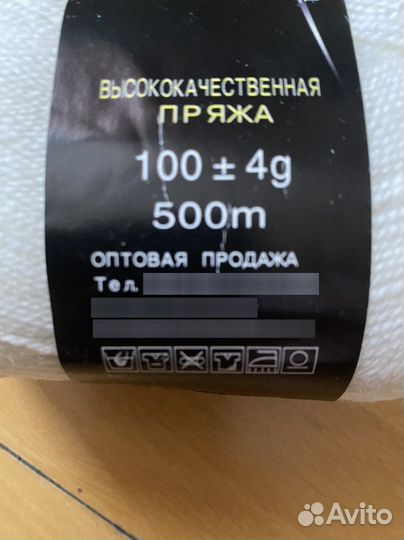 ВЫСОКОКАЧЕСТВЕННАЯ
ПРЯЖА
100 ± 4g
500m
ОПТОВАЯ ПРОДАЖА
Тел.
Avito